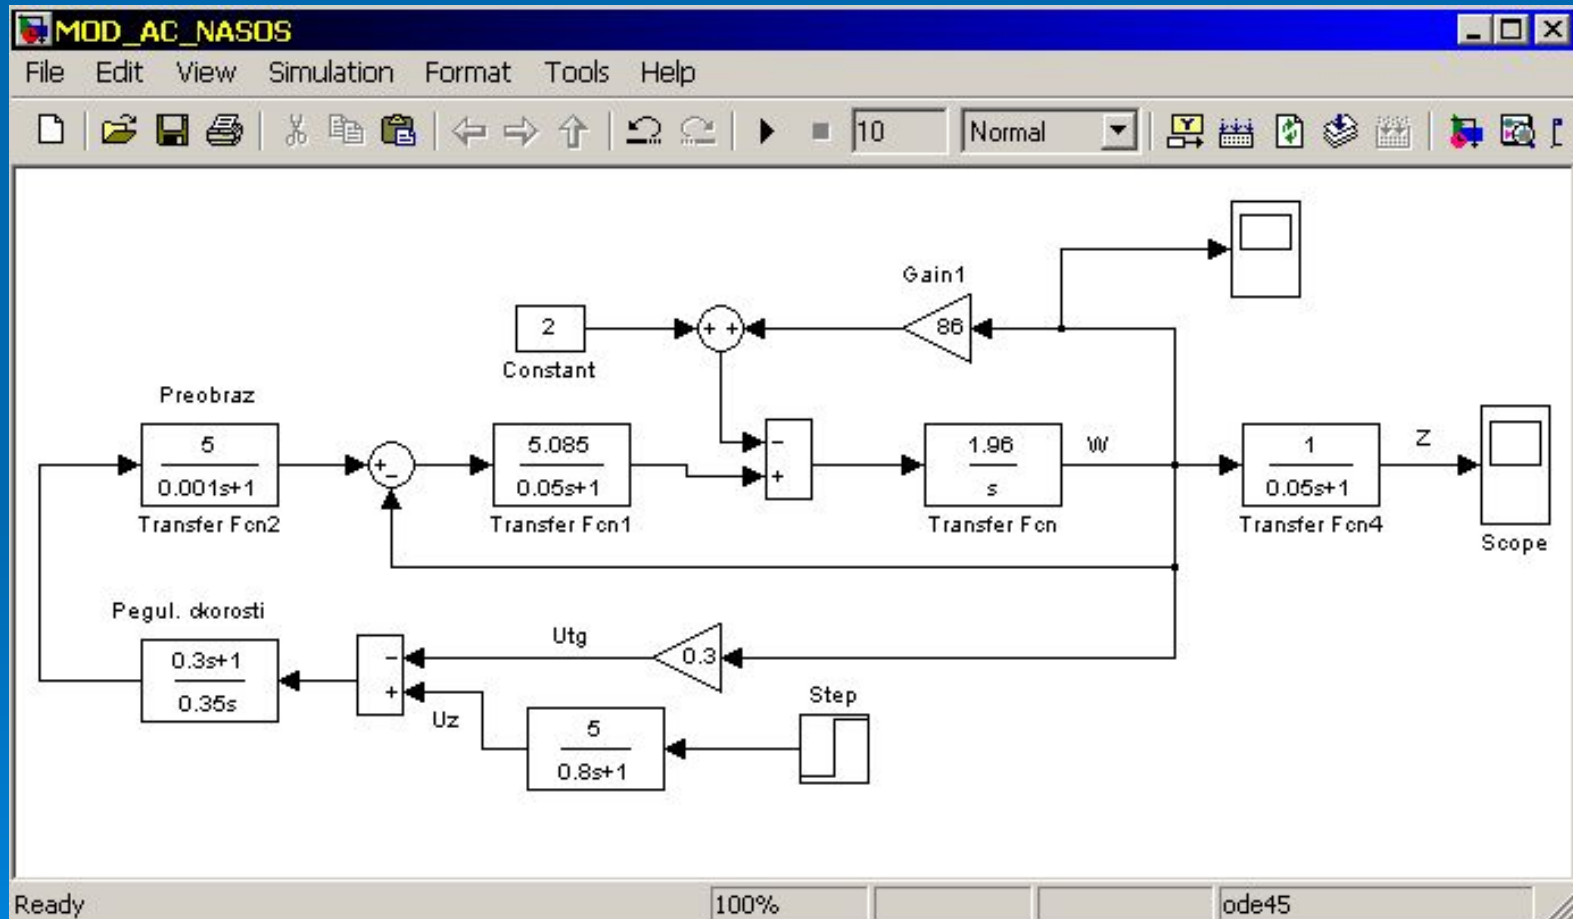 MOD_AC_NASOS
File Edit View Simulation Format Tools Help
10 Normal
Gain1
86
2
Constant
+ +
Preobraz
5
0.001s+1
Transfer Fcn2
+
-
5.085
0.05s+1
Transfer Fcn1
-
+
1.96
s
Transfer Fcn
W
1
0.05s+1
Transfer Fcn4
Z
Scope
Pegul. ckorosti
0.3s+1
0.35s
-
+
Utg
0.3
Uz
5
0.8s+1
Step
Ready 100% ode45